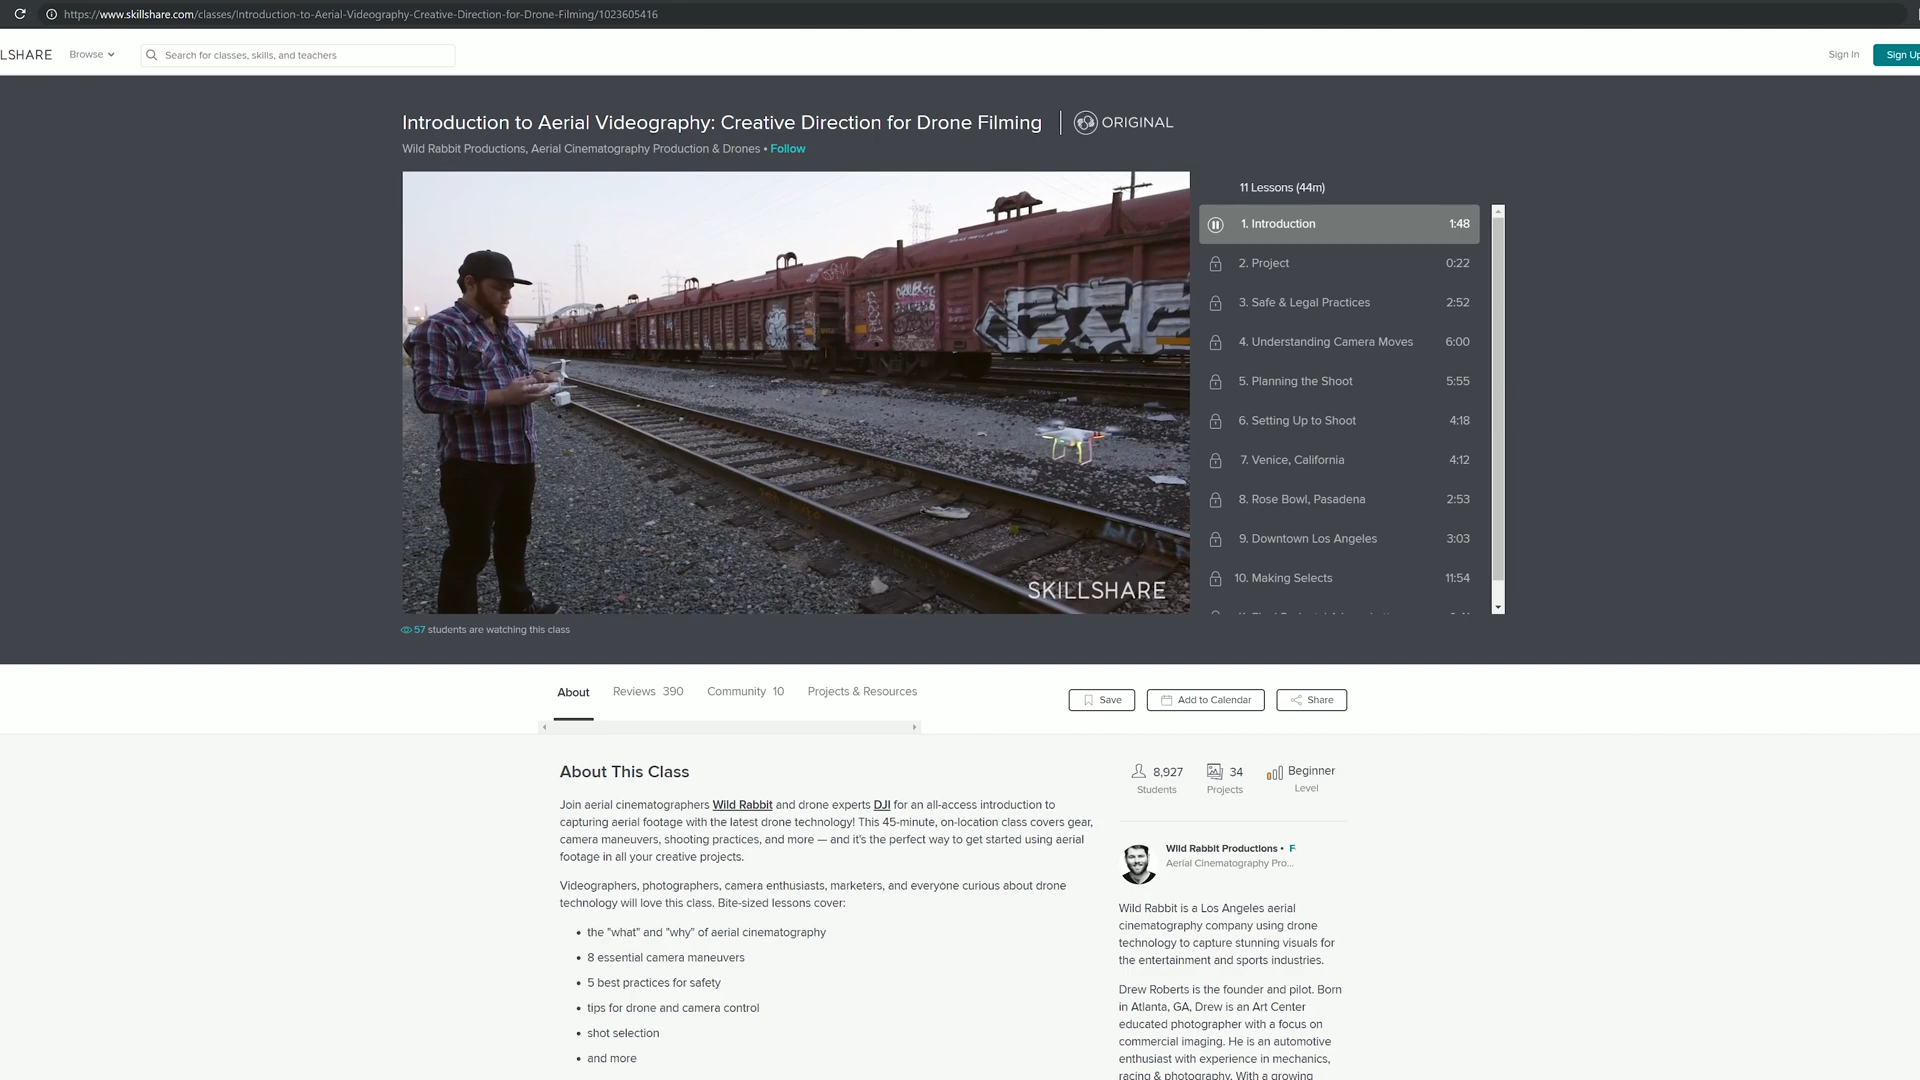 https://www.skillshare.com/classes/Introduction-to-Aerial-Videography-Creative-Direction-for-Drone-Filming/1023605416
LSHARE
Browse
Search for classes, skills, and teachers
Sign In
Sign Up
Introduction to Aerial Videography: Creative Direction for Drone Filming
ORIGINAL
Wild Rabbit Productions, Aerial Cinematography Production & Drones • Follow
11 Lessons (44m)
1. Introduction 1:48
2. Project 0:22
3. Safe & Legal Practices 2:52
4. Understanding Camera Moves 6:00
5. Planning the Shoot 5:55
6. Setting Up to Shoot 4:18
7. Venice, California 4:12
8. Rose Bowl, Pasadena 2:53
9. Downtown Los Angeles 3:03
10. Making Selects 11:54
SKILLSHARE
57 students are watching this class
About
Reviews 390
Community 10
Projects & Resources
Save
Add to Calendar
Share
About This Class
Join aerial cinematographers Wild Rabbit and drone experts DJI for an all-access introduction to
capturing aerial footage with the latest drone technology! This 45-minute, on-location class covers gear,
camera maneuvers, shooting practices, and more — and it's the perfect way to get started using aerial
footage in all your creative projects.
Videographers, photographers, camera enthusiasts, marketers, and everyone curious about drone
technology will love this class. Bite-sized lessons cover:
• the "what" and "why" of aerial cinematography
• 8 essential camera maneuvers
• 5 best practices for safety
• tips for drone and camera control
• shot selection
• and more
8,927
Students
34
Projects
Beginner
Level
Wild Rabbit Productions • F
Aerial Cinematography Pro...
Wild Rabbit is a Los Angeles aerial
cinematography company using drone
technology to capture stunning visuals for
the entertainment and sports industries.
Drew Roberts is the founder and pilot. Born
in Atlanta, GA, Drew is an Art Center
educated photographer with a focus on
commercial imaging. He is an automotive
enthusiast with experience in mechanics,
racing & photography. With a growing